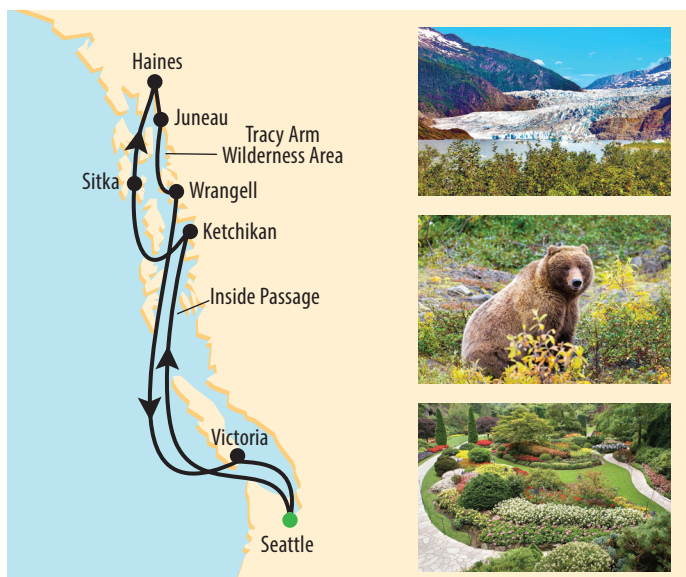 Haines
Juneau
Tracy Arm
Wilderness Area
Sitka
Wrangell
Ketchikan
Inside Passage
Victoria
Seattle